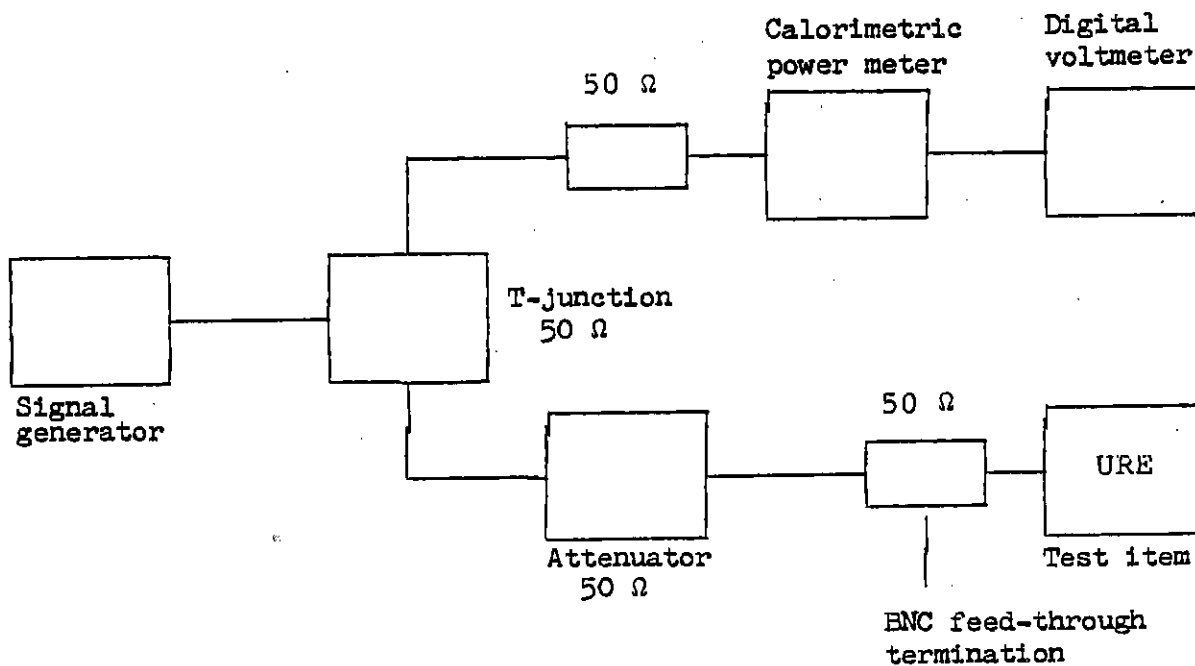 Calorimetric
power meter
Digital
voltmeter
50 Ω
T-junction
50 Ω
Signal
generator
50 Ω
URE
Attenuator
50 Ω
Test item
BNC feed-through
termination